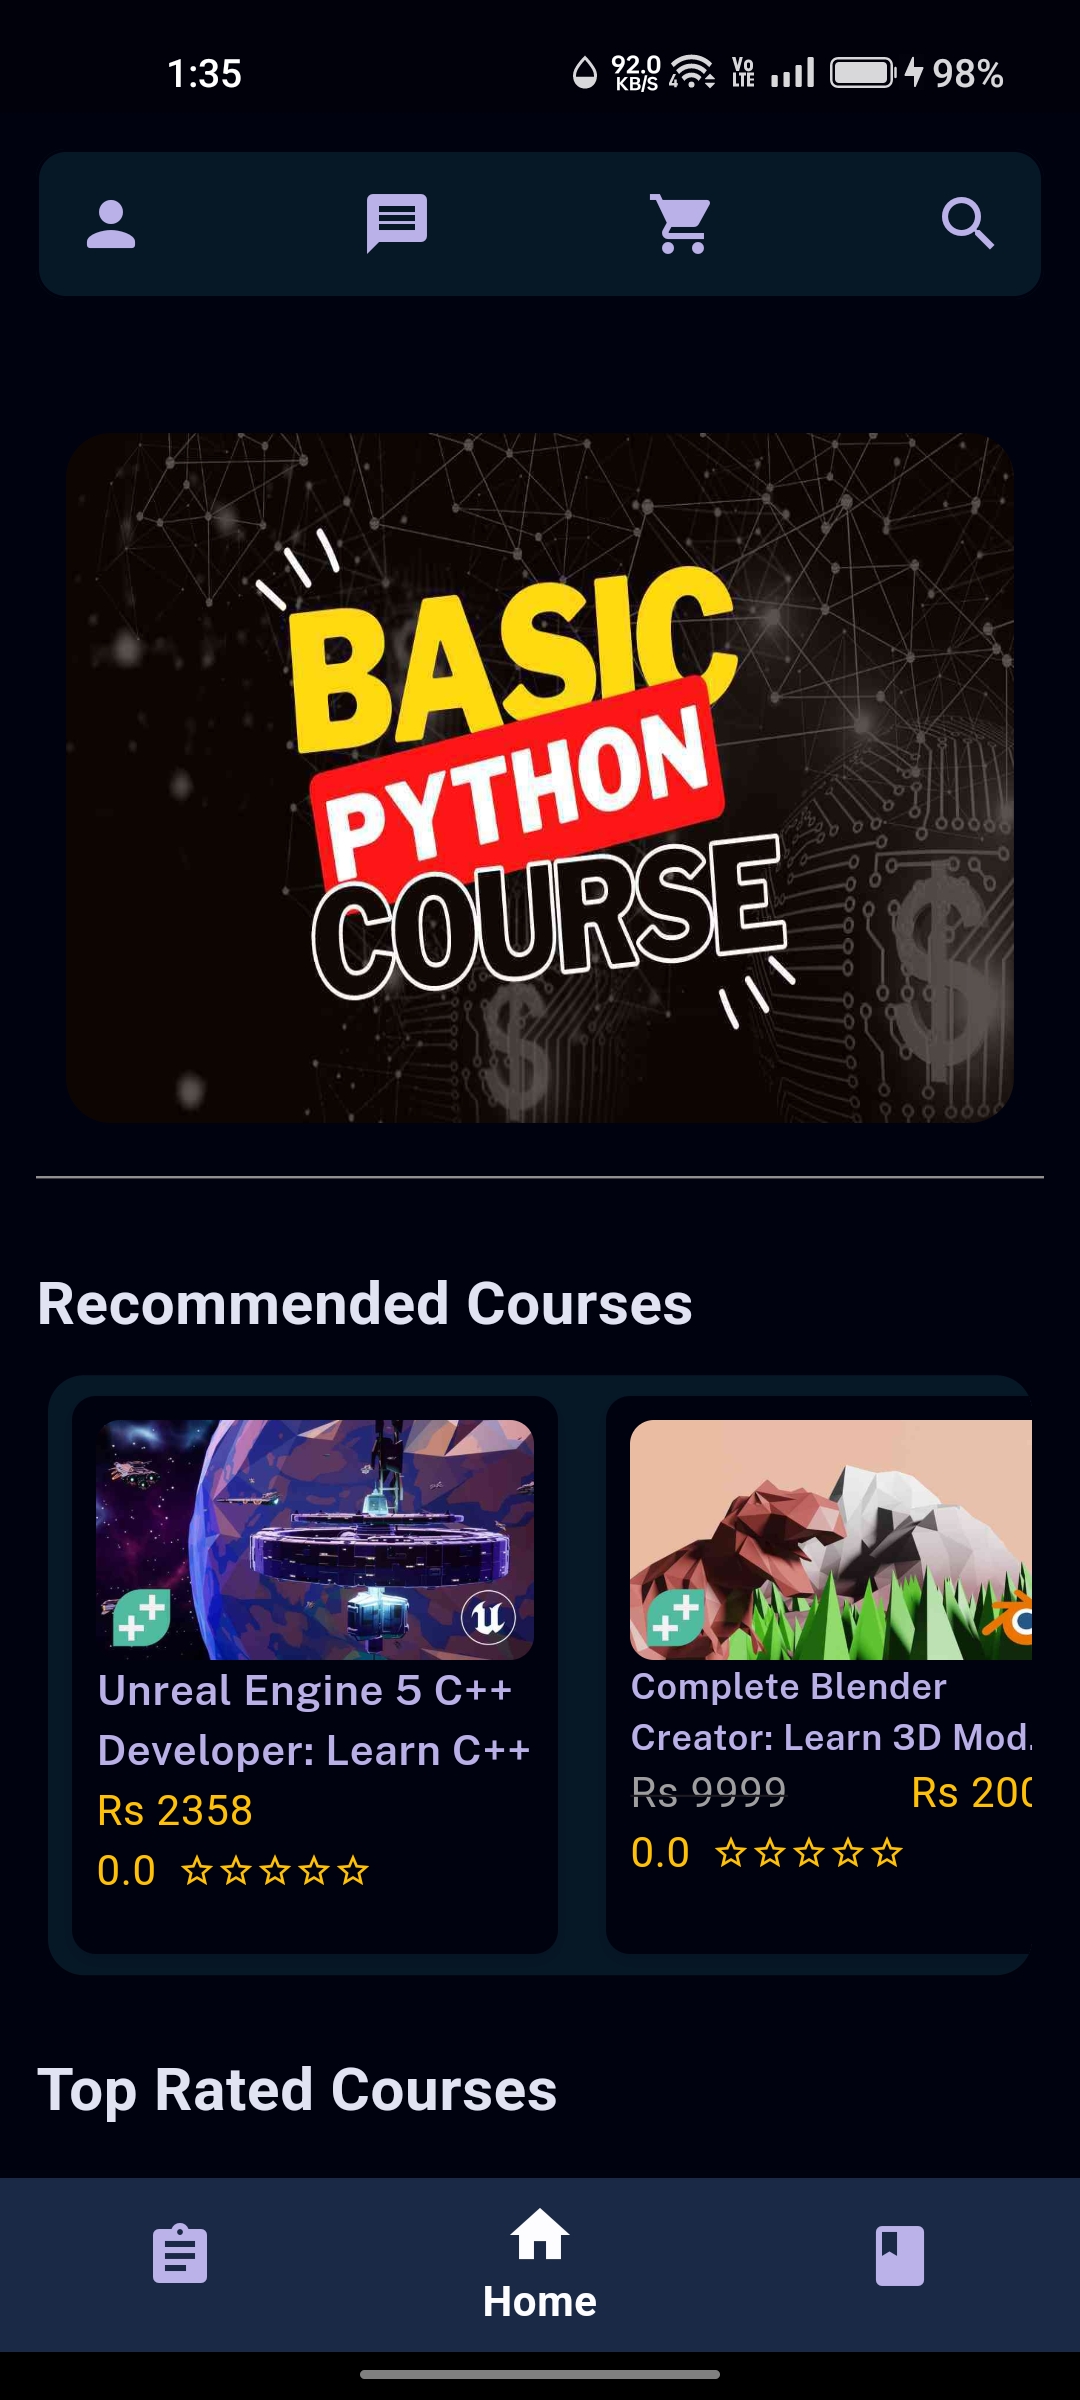 1:35
92.0
KB/S
4
Vo
LTE
98%
BASIC
PYTHON
COURSE
Recommended Courses
Unreal Engine 5 C++
Developer: Learn C++
Rs 2358
0.0
Complete Blender
Creator: Learn 3D Mod.
Rs 9999 Rs 200
0.0
Top Rated Courses
Home